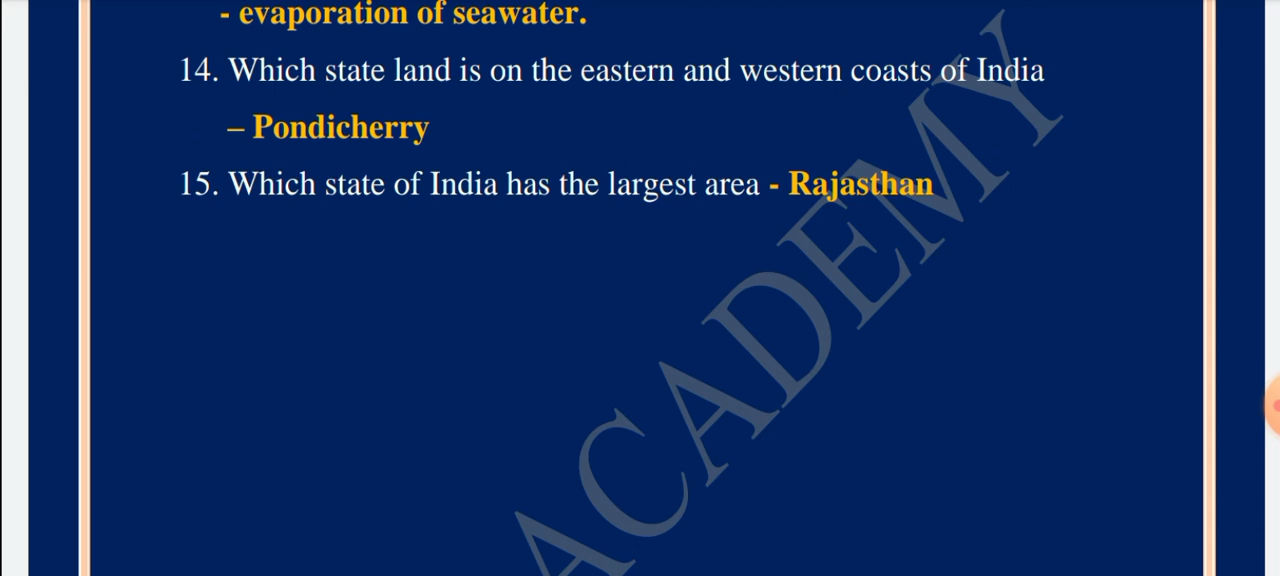 - evaporation of seawater.
14. Which state land is on the eastern and western coasts of India
– Pondicherry
15. Which state of India has the largest area - Rajasthan
ACADEMY